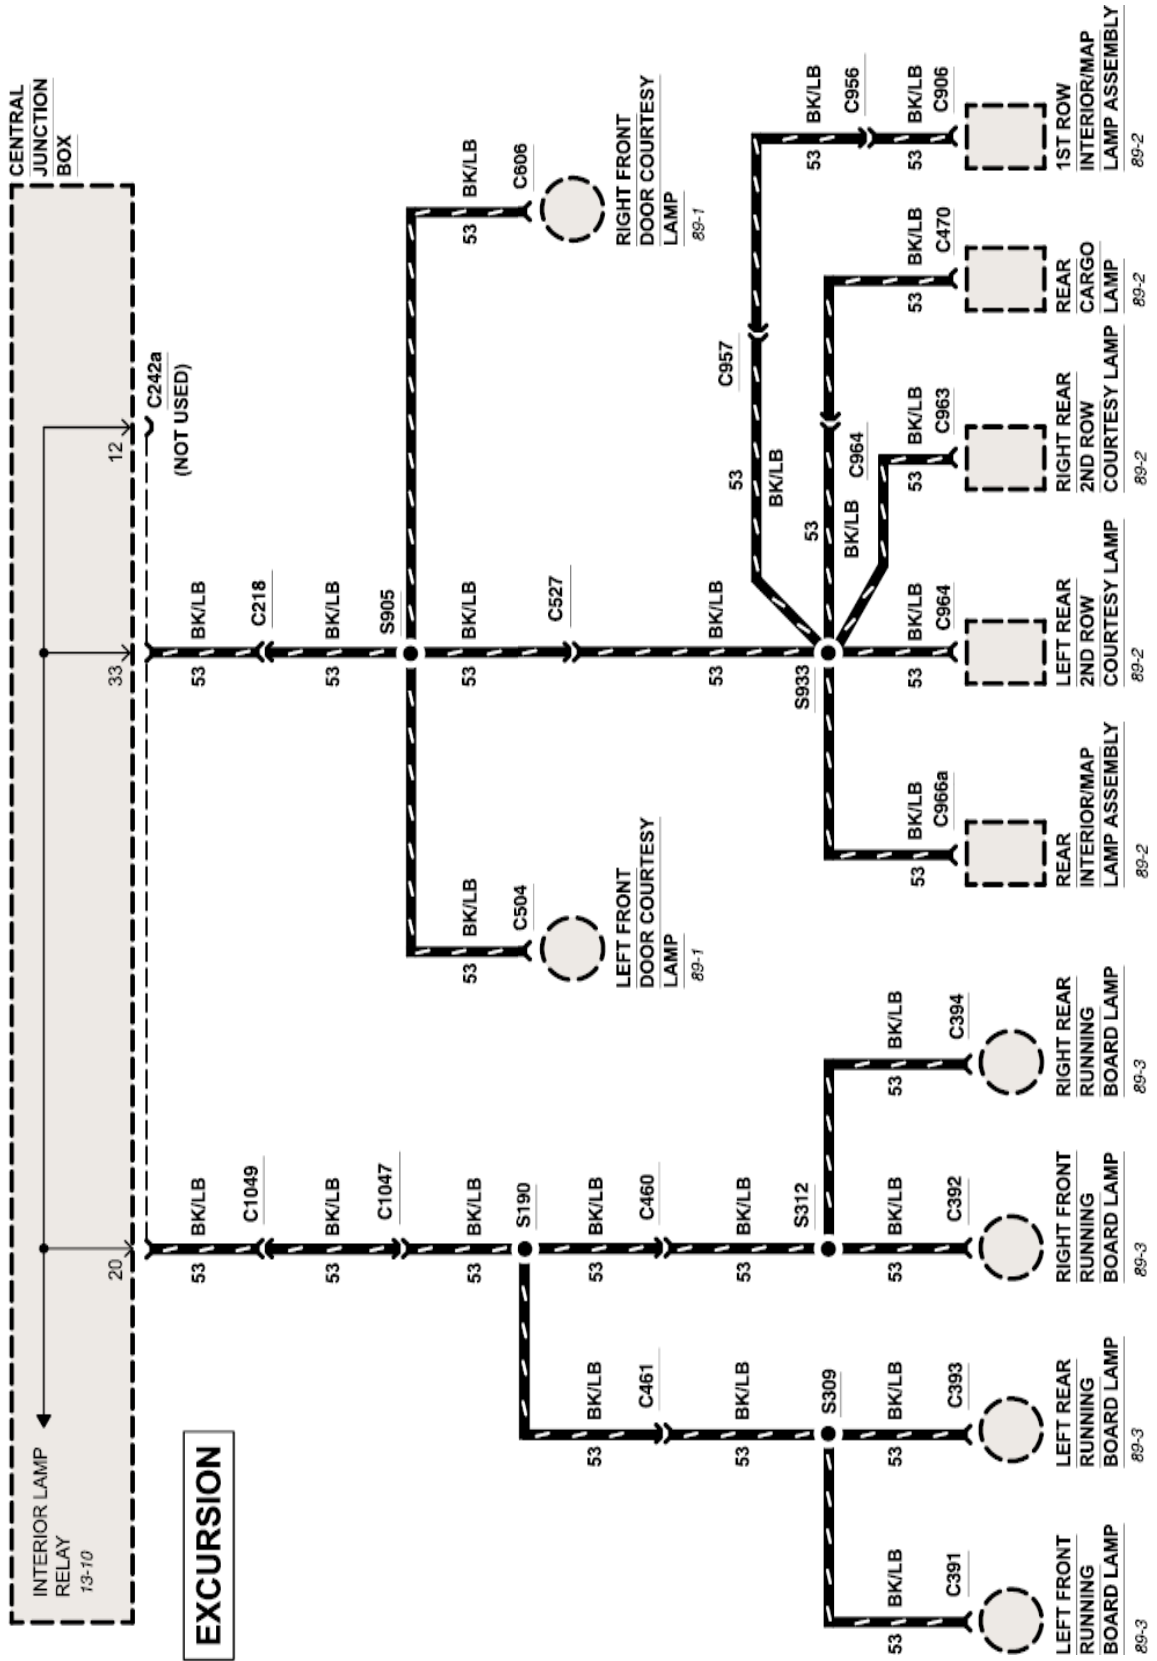 CENTRAL
JUNCTION
BOX
INTERIOR LAMP
RELAY
13-10
20
33
12
C242a
(NOT USED)
EXCURSION
53
BK/LB
C1049
53
BK/LB
C1047
53
BK/LB
S190
53
BK/LB
C461
53
BK/LB
S309
53
BK/LB
C391
53
BK/LB
C393
53
BK/LB
C460
53
BK/LB
S312
53
BK/LB
C392
53
BK/LB
C394
53
BK/LB
C218
53
BK/LB
S905
53
BK/LB
C504
LEFT FRONT
DOOR COURTESY
LAMP
89-1
53
BK/LB
C606
RIGHT FRONT
DOOR COURTESY
LAMP
89-1
53
BK/LB
C527
53
BK/LB
S933
53
BK/LB
C966a
53
BK/LB
C964
53
BK/LB
C964
53
BK/LB
C963
53
BK/LB
C470
53
BK/LB
C957
53
BK/LB
C956
53
BK/LB
C906
LEFT FRONT
RUNNING
BOARD LAMP
89-3
LEFT REAR
RUNNING
BOARD LAMP
89-3
RIGHT FRONT
RUNNING
BOARD LAMP
89-3
RIGHT REAR
RUNNING
BOARD LAMP
89-3
REAR
INTERIOR/MAP
LAMP ASSEMBLY
89-2
LEFT REAR
2ND ROW
COURTESY LAMP
89-2
RIGHT REAR
2ND ROW
COURTESY LAMP
89-2
REAR
CARGO
LAMP
89-2
1ST ROW
INTERIOR/MAP
LAMP ASSEMBLY
89-2